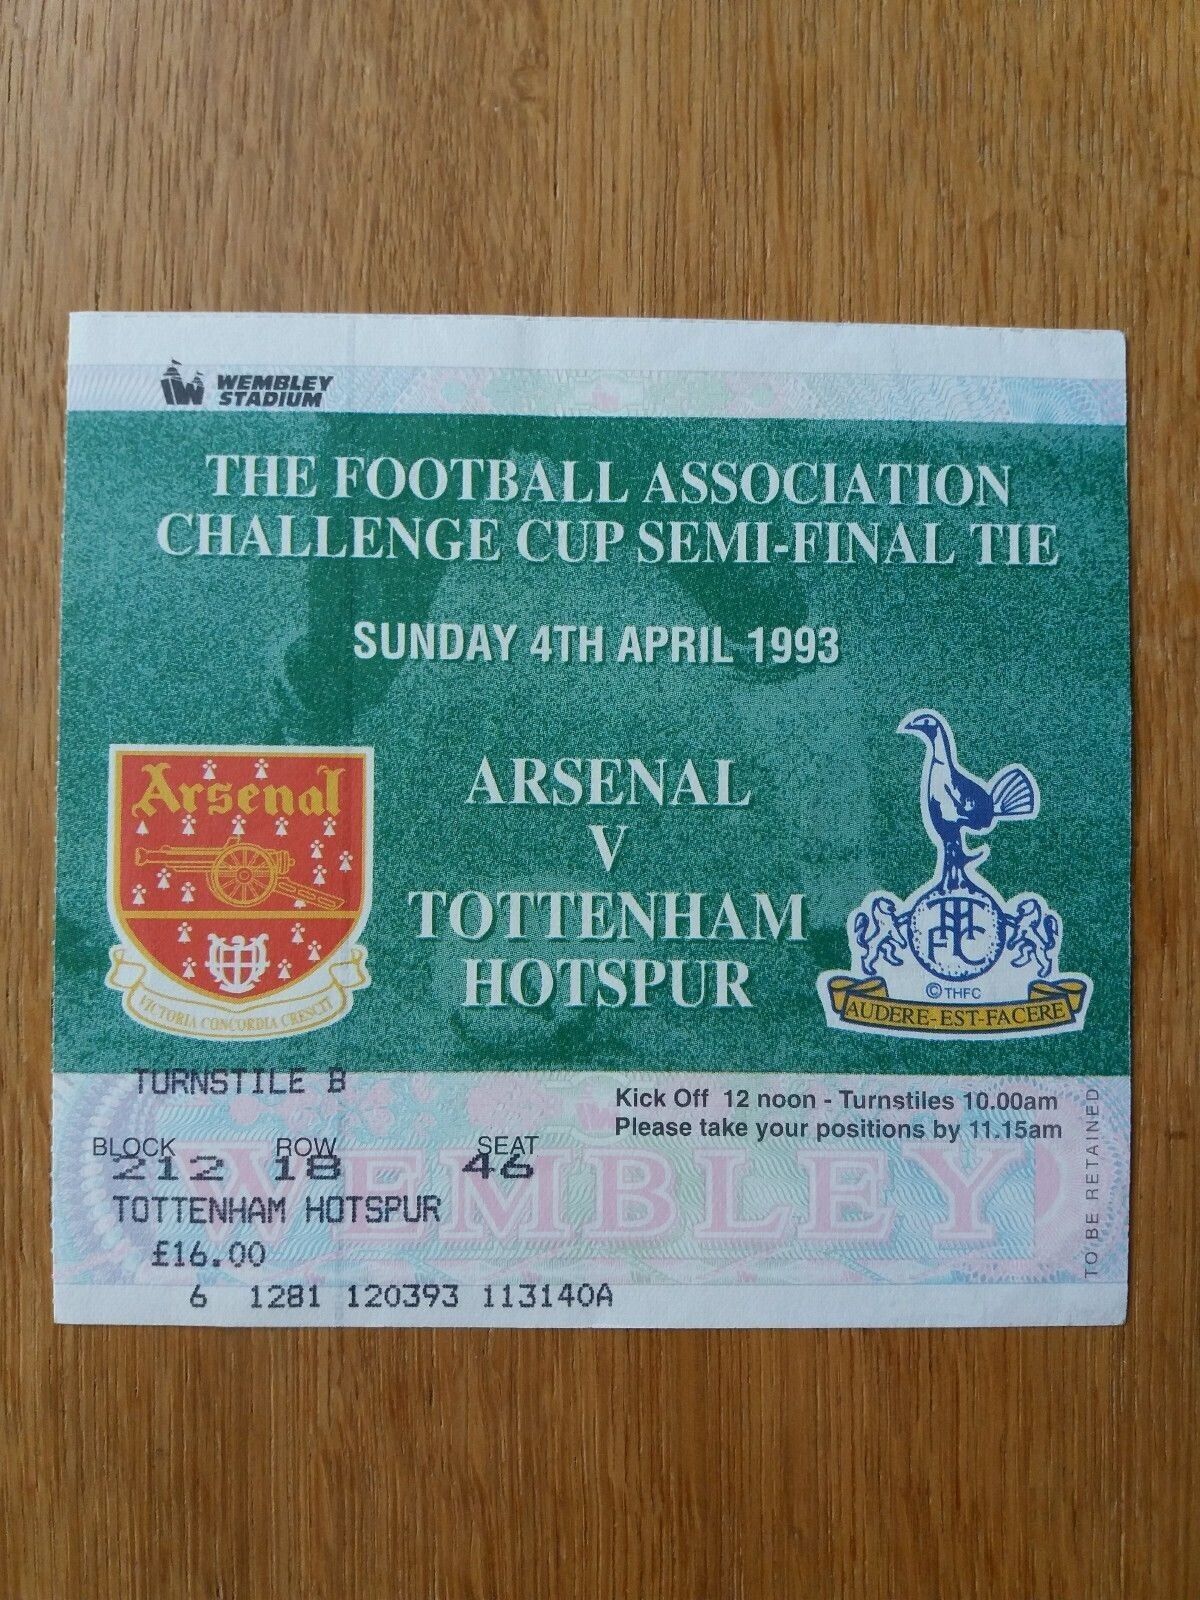 WEMBLEY
STADIUM
THE FOOTBALL ASSOCIATION
CHALLENGE CUP SEMI-FINAL TIE
SUNDAY 4TH APRIL 1993
Arsenal
VICTORIA CONCORDIA CRESCIT
ARSENAL
V
TOTTENHAM
HOTSPUR
THFC
©THFC
AUDERE-EST-FACERE
TURNSTILE B
Kick Off 12 noon - Turnstiles 10.00am
Please take your positions by 11.15am
BLOCK ROW SEAT
212 18 46
TOTTENHAM HOTSPUR
£16.00
6 1281 120393 113140A
WEMBLEY
TO BE RETAINED